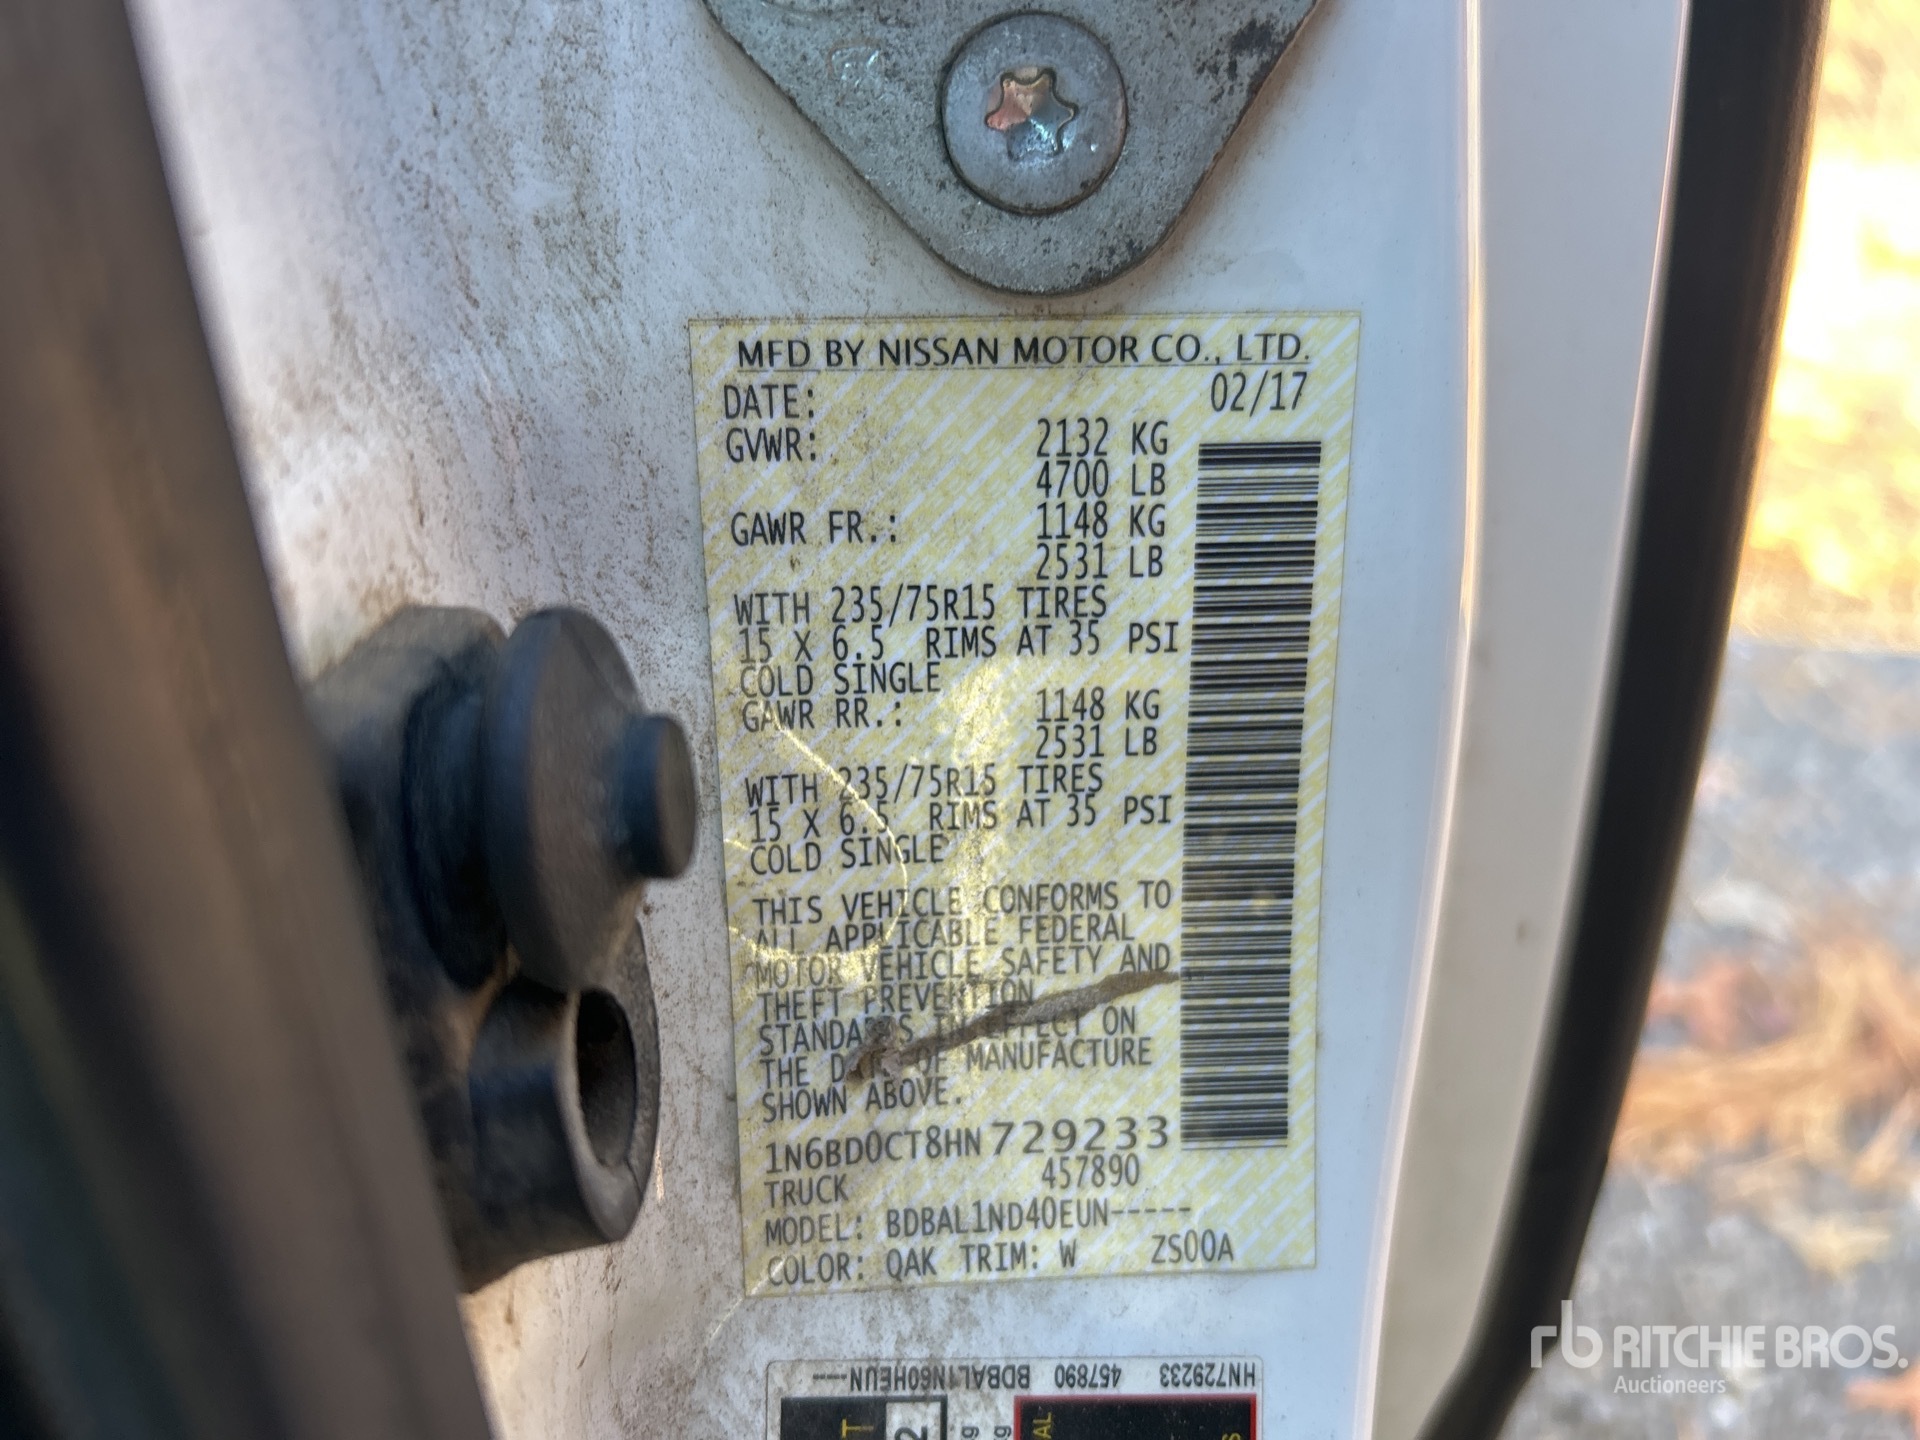 MFD BY NISSAN MOTOR CO., LTD.
DATE: 02/17
GVWR: 2132 KG
4700 LB
GAWR FR.: 1148 KG
2531 LB
WITH 235/75R15 TIRES
15 X 6.5 RIMS AT 35 PSI
COLD SINGLE
GAWR RR.: 1148 KG
2531 LB
WITH 235/75R15 TIRES
15 X 6.5 RIMS AT 35 PSI
COLD SINGLE
THIS VEHICLE CONFORMS TO
ALL APPLICABLE FEDERAL
MOTOR VEHICLE SAFETY AND
THEFT PREVENTION
STANDARDS IN EFFECT ON
THE DATE OF MANUFACTURE
SHOWN ABOVE.
1N6BD0CT8HN729233
TRUCK 457890
MODEL: BDBAL1ND40EUN-----
COLOR: QAK TRIM: W ZS00A
HN729233 457890 BDBAL1N60HEUN-----
rb RITCHIE BROS.
Auctioneers